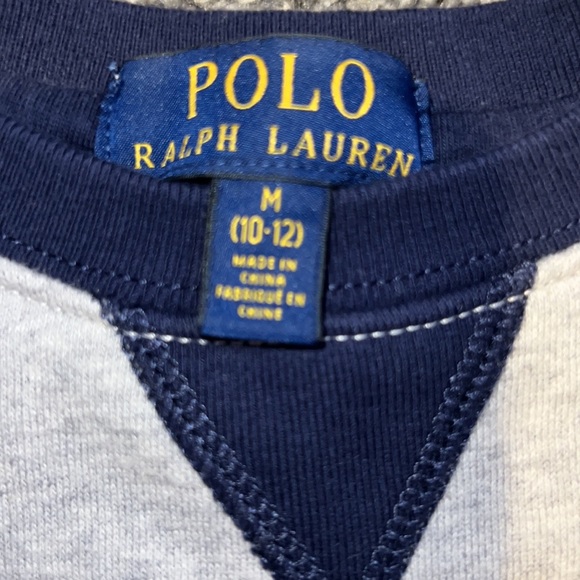 POLO
RALPH LAUREN
M
(10-12)
MADE IN
CHINA
FABRIQUÉ EN
CHINE